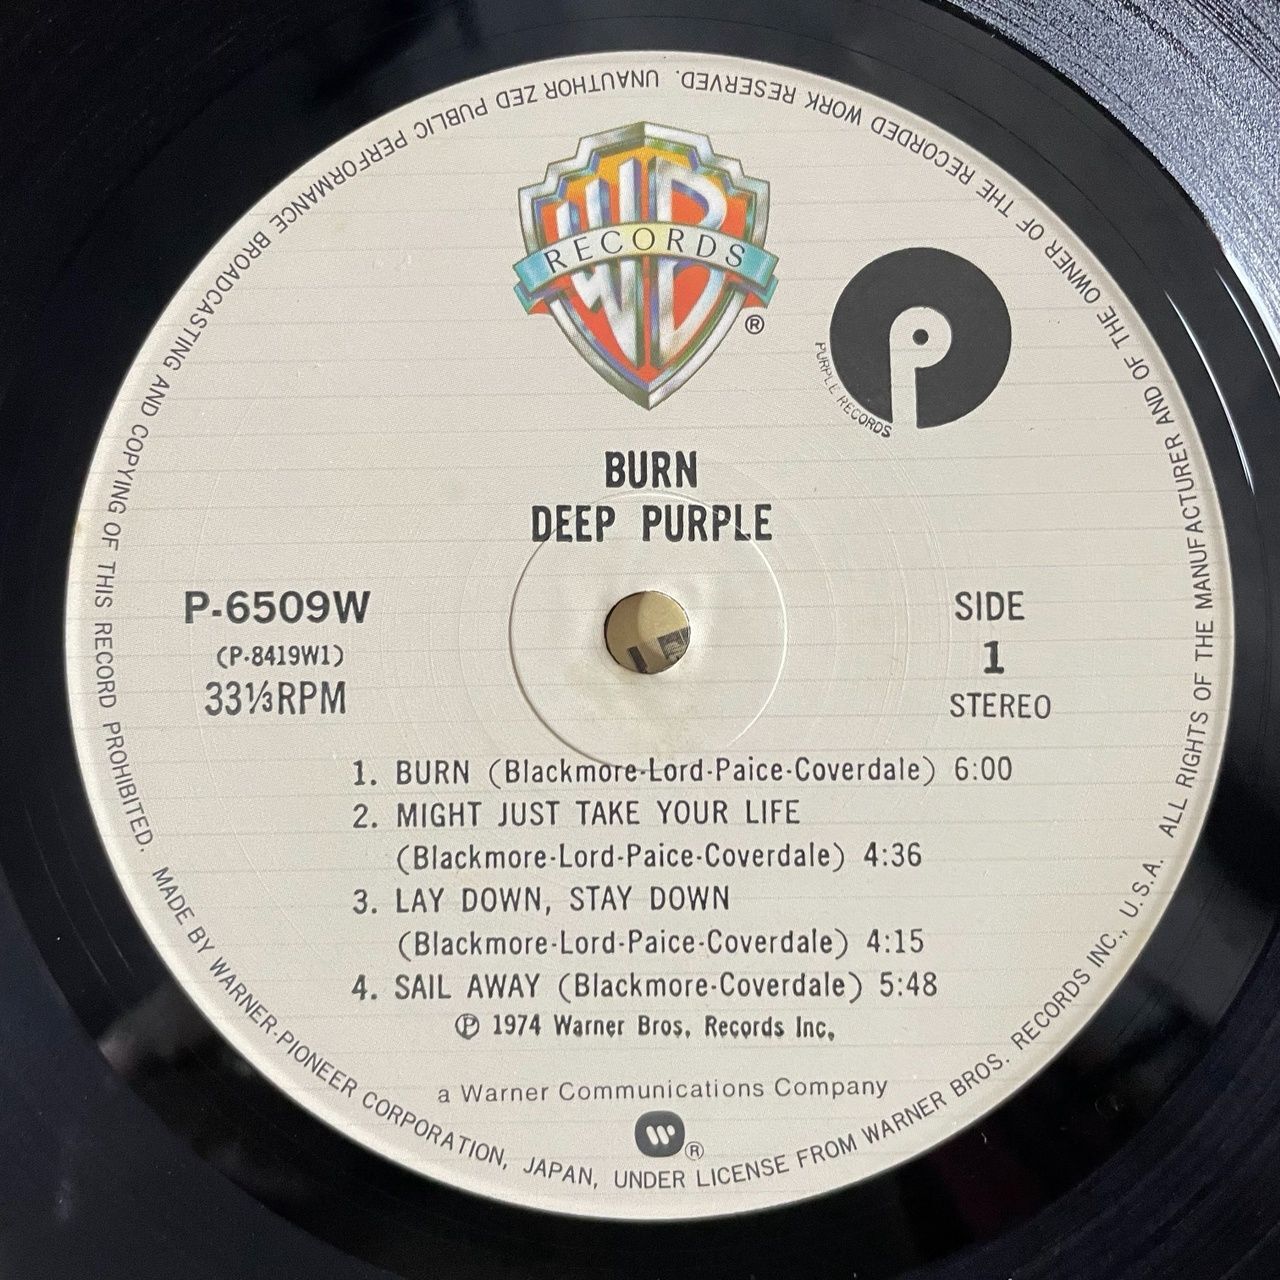 WB
RECORDS
®
P
PURPLE RECORDS
BURN
DEEP PURPLE
P-6509W
(P-8419W1)
33⅓RPM
SIDE
1
STEREO
1. BURN (Blackmore-Lord-Paice-Coverdale) 6:00
2. MIGHT JUST TAKE YOUR LIFE
(Blackmore-Lord-Paice-Coverdale) 4:36
3. LAY DOWN, STAY DOWN
(Blackmore-Lord-Paice-Coverdale) 4:15
4. SAIL AWAY (Blackmore-Coverdale) 5:48
℗ 1974 Warner Bros. Records Inc.
a Warner Communications Company
W ®
MADE BY WARNER-PIONEER CORPORATION, JAPAN, UNDER LICENSE FROM WARNER BROS. RECORDS INC., U.S.A. ALL RIGHTS OF THE MANUFACTURER AND OF THE OWNER OF THE RECORDED WORK RESERVED. UNAUTHOR ZED PUBLIC PERFORMANCE BROADCASTING AND COPYING OF THIS RECORD PROHIBITED.